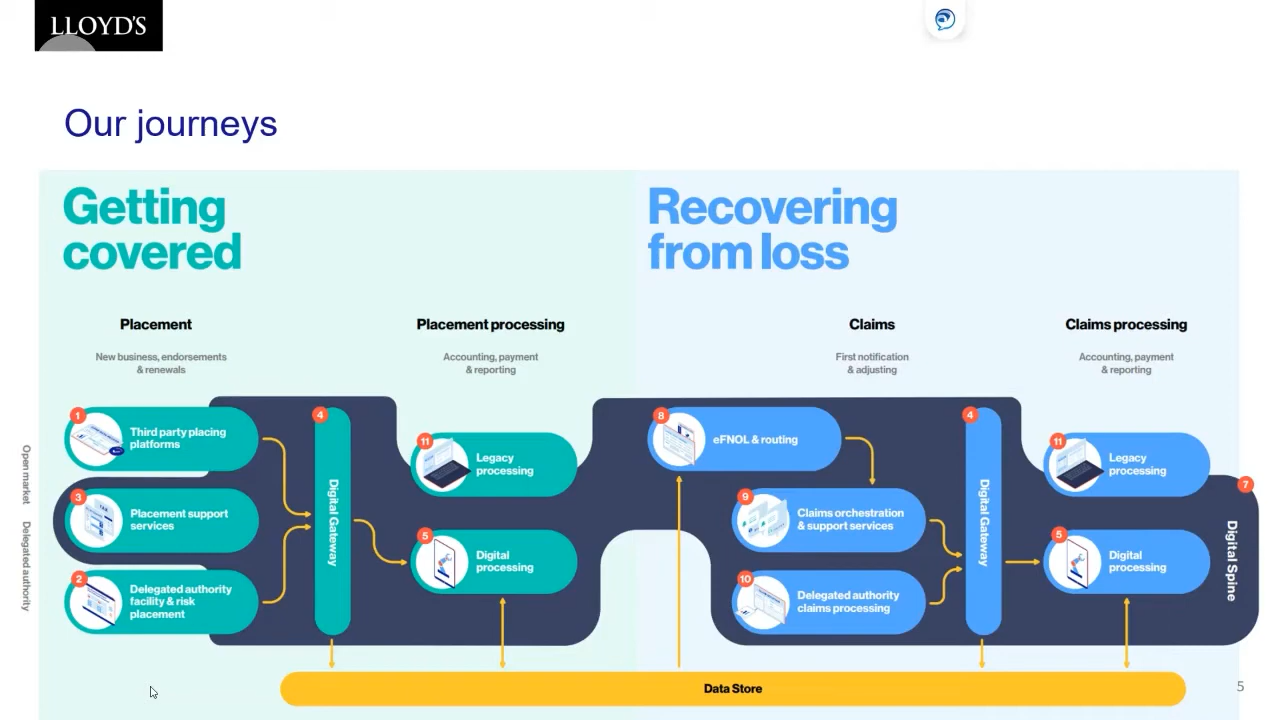 LLOYD'S
Our journeys
Getting
covered
Recovering
from loss
Placement
New business, endorsements
& renewals
Placement processing
Accounting, payment
& reporting
Claims
First notification
& adjusting
Claims processing
Accounting, payment
& reporting
Open market
Delegated authority
1
Third party placing
platforms
3
Placement support
services
2
Delegated authority
facility & risk
placement
4
Digital Gateway
11
Legacy
processing
5
Digital
processing
8
eFNOL & routing
9
Claims orchestration
& support services
10
Delegated authority
claims processing
4
Digital Gateway
11
Legacy
processing
5
Digital
processing
7
Digital Spine
Data Store
5